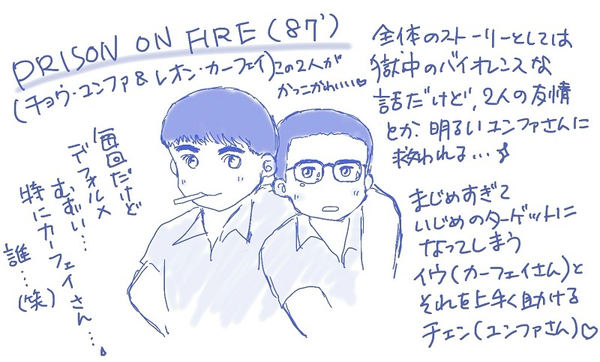 PRISON ON FIRE (87')
(チョウ・ユンファ & レオン・カーフェイ)
この2人が
かっこかわいい♡
毎回だけど
デフォルメ
むずい…
特にカーフェイさん…
誰…(笑)
全体のストーリーとしては
獄中のバイオレンスな
話だけど、2人の友情
とか、明るいユンファさんに
救われる…
まじめすぎて
いじめのターゲットに
なってしまう
イウ(カーフェイさん)と
それを上手く助ける
チェン(ユンファさん)♡